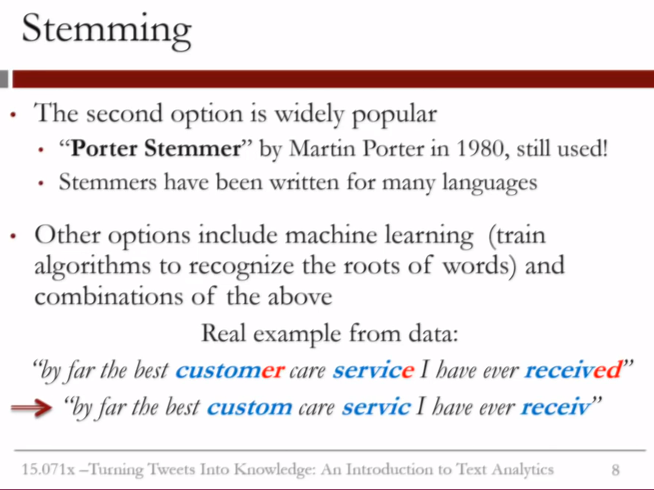 Stemming
• The second option is widely popular
• “Porter Stemmer” by Martin Porter in 1980, still used!
• Stemmers have been written for many languages
• Other options include machine learning (train
algorithms to recognize the roots of words) and
combinations of the above
Real example from data:
“by far the best customer care service I have ever received”
“by far the best custom care servic I have ever receiv”
15.071x –Turning Tweets Into Knowledge: An Introduction to Text Analytics 8